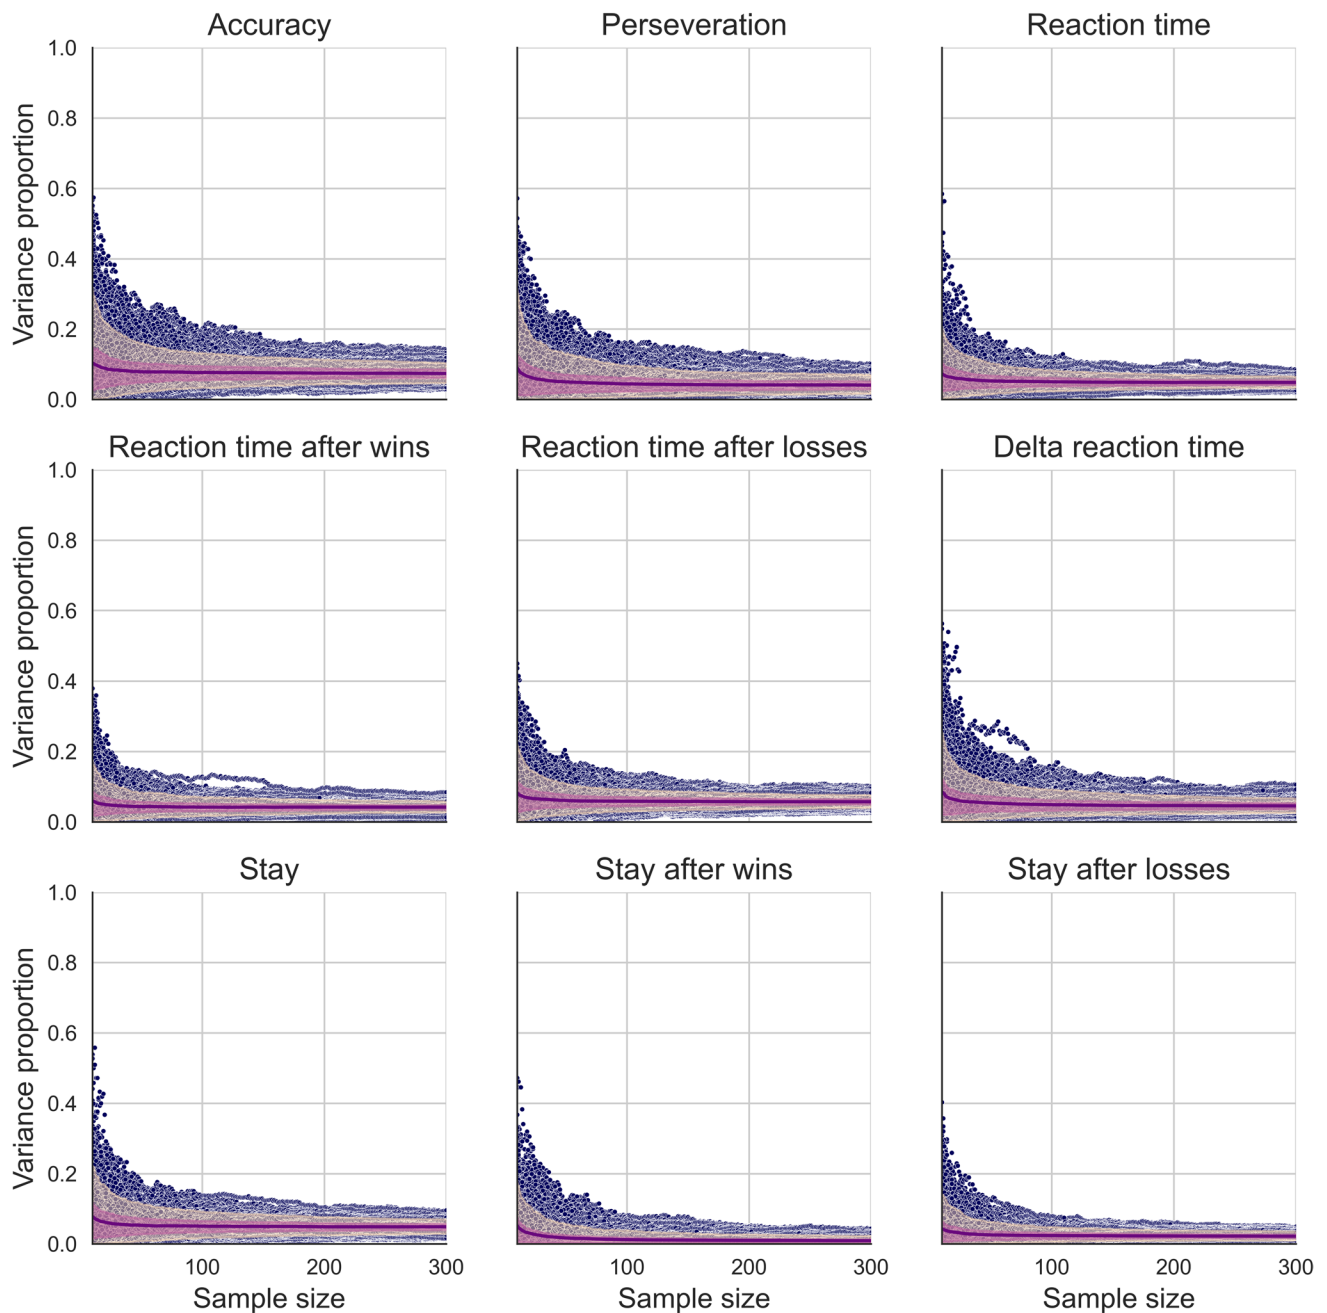 Accuracy Perseveration Reaction time
1.0
0.8
0.6
0.4
0.2
0.0
Variance proportion
Reaction time after wins Reaction time after losses Delta reaction time
1.0
0.8
0.6
0.4
0.2
0.0
Variance proportion
Stay Stay after wins Stay after losses
1.0
0.8
0.6
0.4
0.2
0.0
Variance proportion
100 200 300 100 200 300 100 200 300
Sample size Sample size Sample size